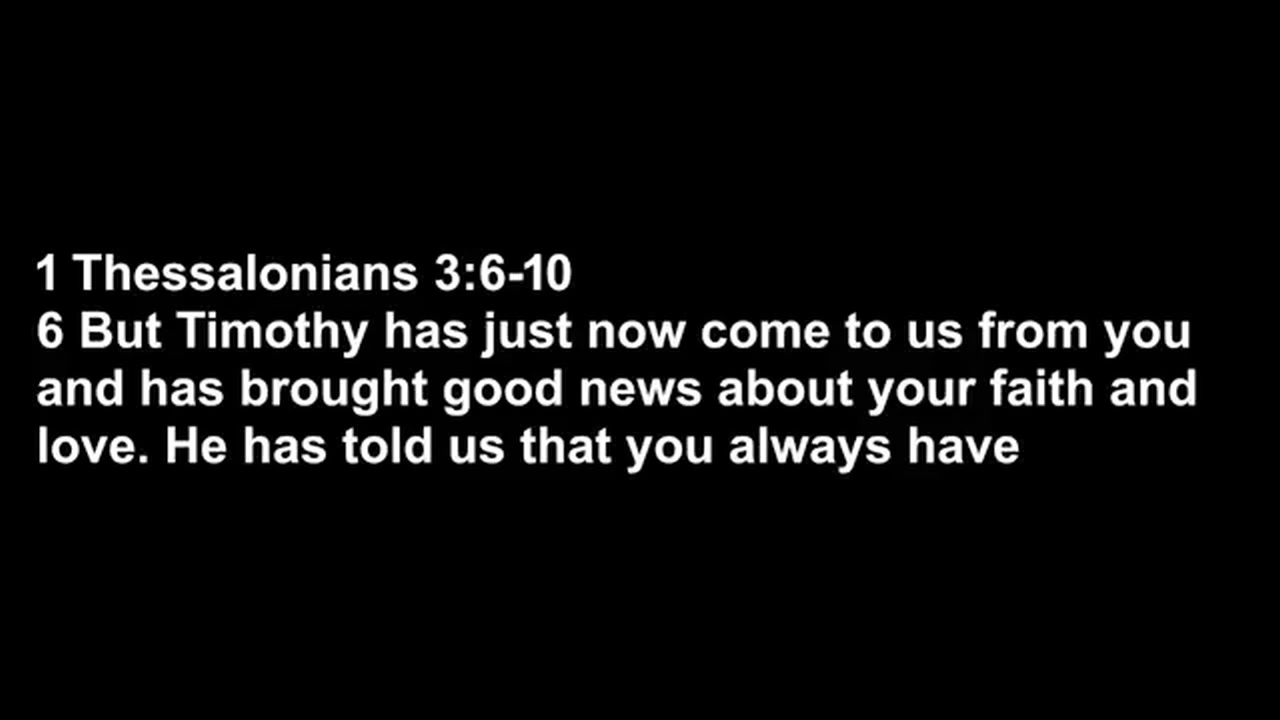 1 Thessalonians 3:6-10
6 But Timothy has just now come to us from you
and has brought good news about your faith and
love. He has told us that you always have